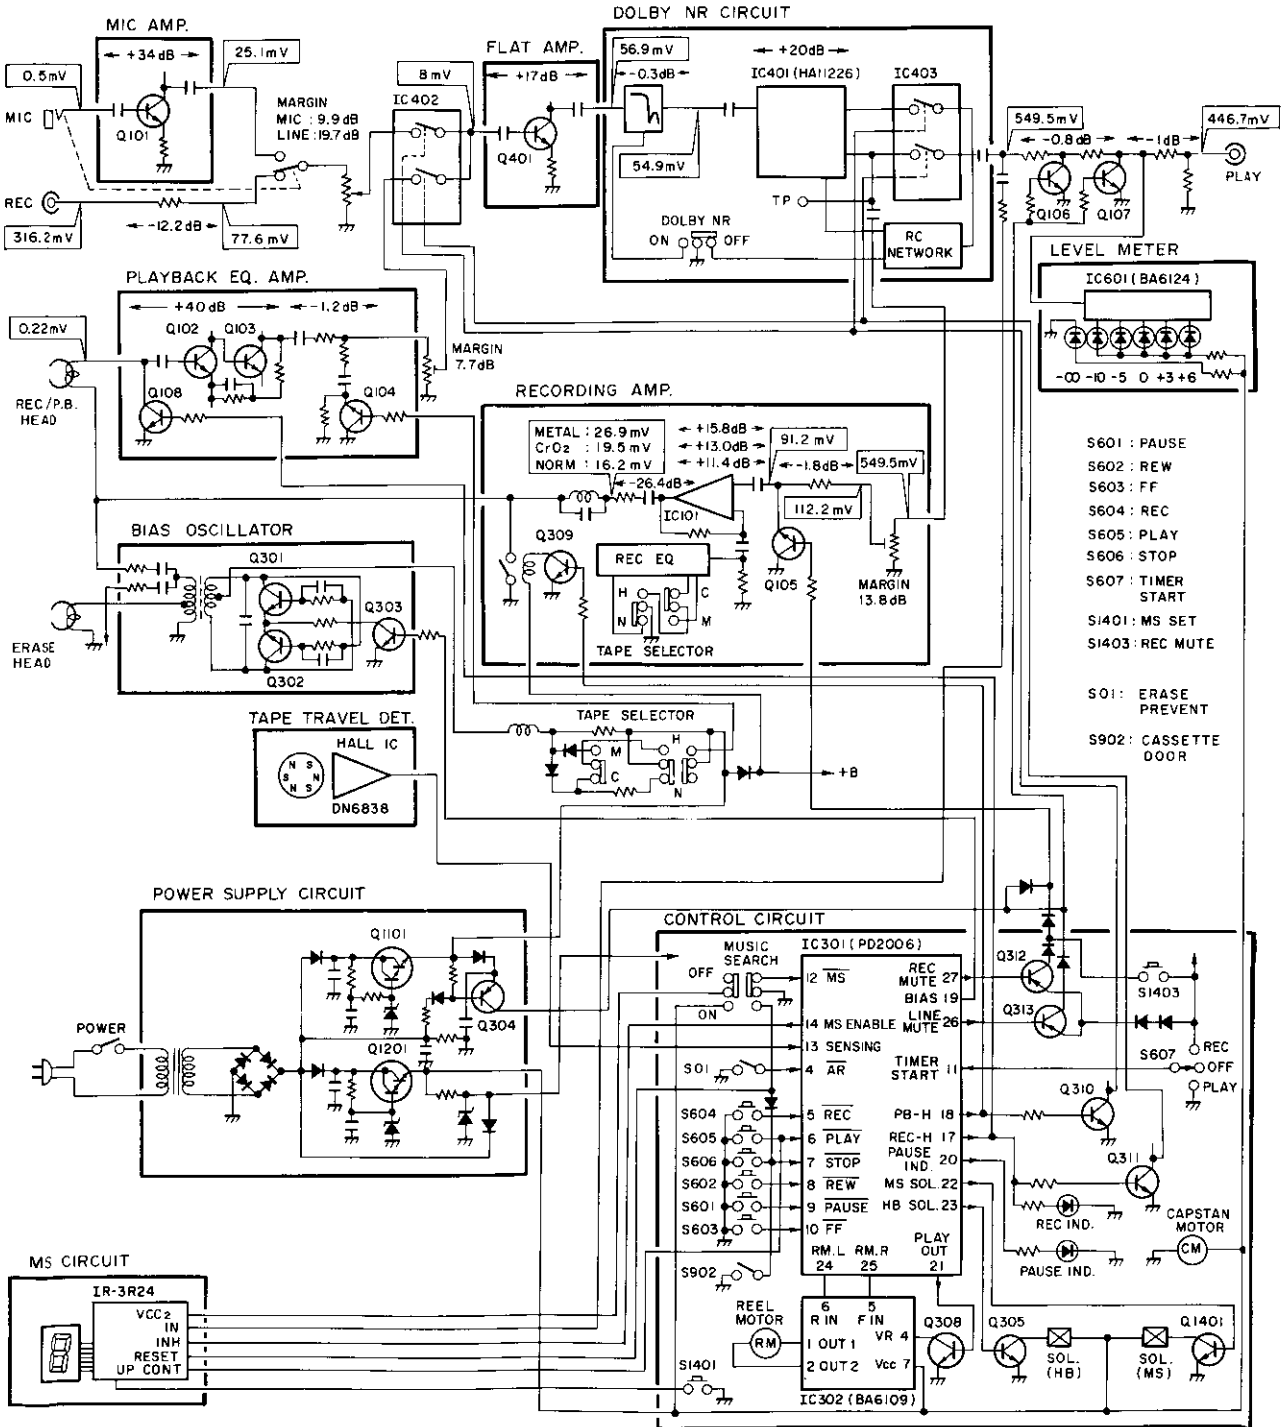 DOLBY NR CIRCUIT
MIC AMP.
+34dB
25.1mV
0.5mV
MIC
Q101
MARGIN
MIC : 9.9dB
LINE : 19.7dB
REC
316.2mV
-12.2dB
77.6mV
IC402
8mV
FLAT AMP.
+17dB
Q401
56.9mV
-0.3dB
54.9mV
+20dB
IC401(HA11226)
IC403
TP
DOLBY NR
ON
OFF
RC
NETWORK
549.5mV
-0.8dB
-1dB
446.7mV
PLAY
Q106
Q107
LEVEL METER
IC601(BA6124)
-∞ -10 -5 0 +3 +6
PLAYBACK EQ. AMP.
+40dB
-1.2dB
0.22mV
Q102
Q103
Q108
Q104
REC/P.B.
HEAD
MARGIN
7.7dB
RECORDING AMP.
METAL : 26.9mV
CrO2 : 19.5mV
NORM : 16.2mV
+15.8dB
+13.0dB
+11.4dB
-26.4dB
91.2mV
-1.8dB
549.5mV
112.2mV
IC101
Q309
REC EQ
H
C
N
M
TAPE SELECTOR
Q105
MARGIN
13.8dB
S601 : PAUSE
S602 : REW
S603 : FF
S604 : REC
S605 : PLAY
S606 : STOP
S607 : TIMER
START
S1401 : MS SET
S1403 : REC MUTE
S01 : ERASE
PREVENT
S902 : CASSETTE
DOOR
BIAS OSCILLATOR
Q301
Q303
Q302
ERASE
HEAD
TAPE TRAVEL DET.
HALL IC
N
S
S
N
N
S
DN6838
TAPE SELECTOR
M
H
C
N
+B
POWER SUPPLY CIRCUIT
Q1101
Q304
Q1201
POWER
CONTROL CIRCUIT
MUSIC
SEARCH
OFF
ON
IC301(PD2006)
12 MS
14 MS ENABLE
13 SENSING
4 AR
5 REC
6 PLAY
7 STOP
8 REW
9 PAUSE
10 FF
REC
MUTE 27
BIAS 19
LINE
MUTE 26
TIMER
START 11
PB-H 18
REC-H 17
PAUSE
IND. 20
MS SOL. 22
HB SOL. 23
PLAY
OUT
21
RM.L
24
RM.R
25
S01
S604
S605
S606
S602
S601
S603
S902
Q312
Q313
S1403
S607
REC
OFF
PLAY
Q310
Q311
REC IND.
PAUSE IND.
CAPSTAN
MOTOR
CM
REEL
MOTOR
RM
6
R IN
5
F IN
1 OUT 1
2 OUT 2
VR 4
Vcc 7
IC302(BA6109)
Q308
Q305
SOL.
(HB)
SOL.
(MS)
Q1401
MS CIRCUIT
IR-3R24
VCC2
IN
INH
RESET
UP CONT
S1401